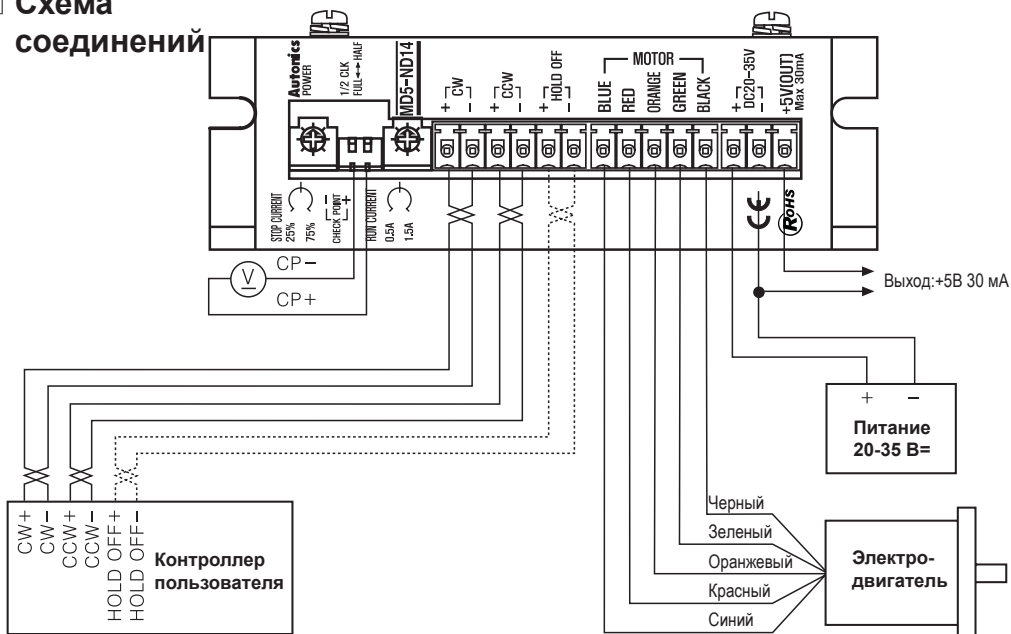 Схема
соединений
Autonics
POWER
1/2 CLK
FULL ←→ HALF
MD5-ND14
+ CW −
+ CCW −
+ HOLD OFF −
MOTOR
BLUE
RED
ORANGE
GREEN
BLACK
+ DC20-35V −
+5V(OUT)
Max 30mA
STOP CURRENT
25%
75%
− +
CHECK POINT
RUN CURRENT
0.5A
1.5A
CE
RoHS
V
CP−
CP+
Выход:+5В 30 мА
+ −
Питание
20-35 В=
CW+
CW-
CCW+
CCW-
HOLD OFF+
HOLD OFF-
Контроллер
пользователя
Черный
Зеленый
Оранжевый
Красный
Синий
Электро-
двигатель